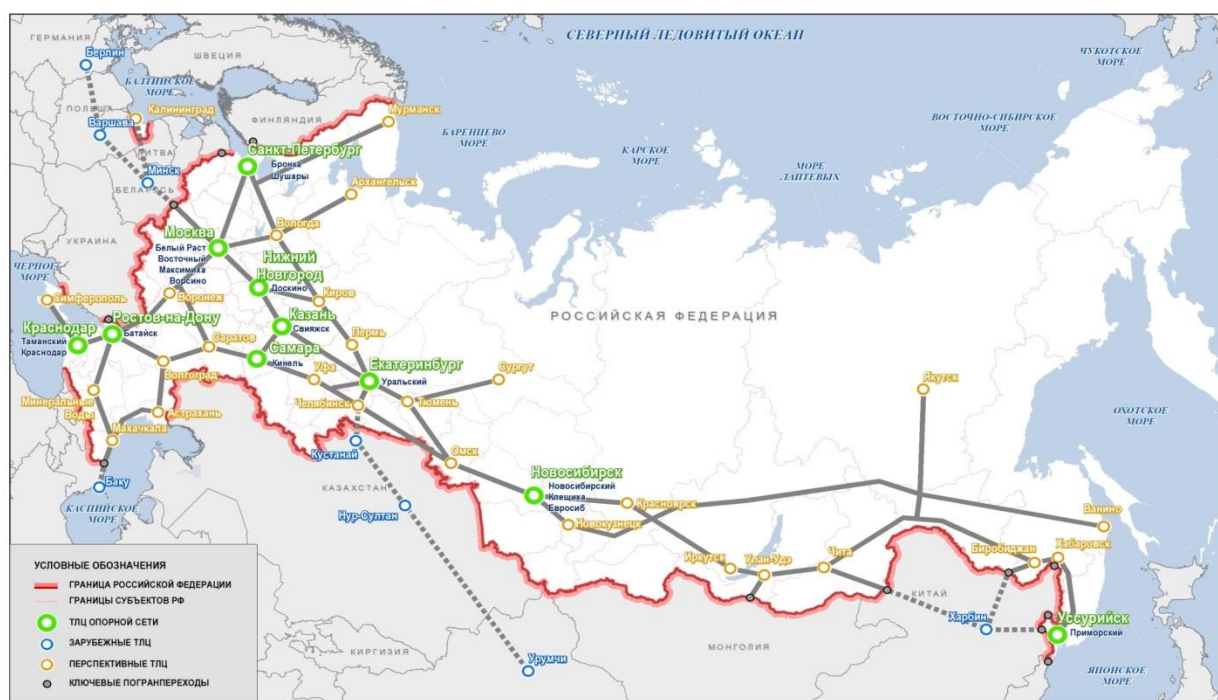 ГЕРМАНИЯ
Берлин
ШВЕЦИЯ
СЕВЕРНЫЙ ЛЕДОВИТЫЙ ОКЕАН
ЧУКОТСКОЕ
МОРЕ
БАЛТИЙСКОЕ
МОРЕ
ПОЛЬША
Калининград
ФИНЛЯНДИЯ
Мурманск
БАРЕНЦЕВО
МОРЕ
КАРСКОЕ
МОРЕ
МОРЕ
ЛАПТЕВЫХ
ВОСТОЧНО-СИБИРСКОЕ
МОРЕ
Варшава
ЛИТВА
Минск
БЕЛАРУСЬ
Санкт-Петербург
Бронка
Шушары
Архангельск
Вологда
УКРАИНА
Москва
Белый Раст
Восточный
Максимиха
Ворсино
Нижний
Новгород
Доскино
Киров
ЧЕРНОЕ
МОРЕ
Симферополь
Воронеж
Казань
Свияжск
РОССИЙСКАЯ ФЕДЕРАЦИЯ
Краснодар
Таманский
Краснодар
Ростов-на-Дону
Батайск
Саратов
Самара
Кинель
Пермь
Екатеринбург
Уральский
Сургут
Якутск
ОХОТСКОЕ
МОРЕ
Волгоград
Уфа
Минеральные
Воды
Астрахань
Челябинск
Тюмень
Махачкала
Баку
КАСПИЙСКОЕ
МОРЕ
Кустанай
Омск
КАЗАХСТАН
Нур-Султан
Новосибирск
Новосибирский
Клещиха
Евросиб
Красноярск
Новокузнецк
Иркутск
Улан-Удэ
Чита
Биробиджан
Хабаровск
Ванино
КИТАЙ
Харбин
Уссурийск
Приморский
УСЛОВНЫЕ ОБОЗНАЧЕНИЯ
ГРАНИЦА РОССИЙСКОЙ ФЕДЕРАЦИИ
ГРАНИЦЫ СУБЪЕКТОВ РФ
ТЛЦ ОПОРНОЙ СЕТИ
ЗАРУБЕЖНЫЕ ТЛЦ
ПЕРСПЕКТИВНЫЕ ТЛЦ
КЛЮЧЕВЫЕ ПОГРАНПЕРЕХОДЫ
КИРГИЗИЯ
Урумчи
МОНГОЛИЯ
ЯПОНСКОЕ
МОРЕ